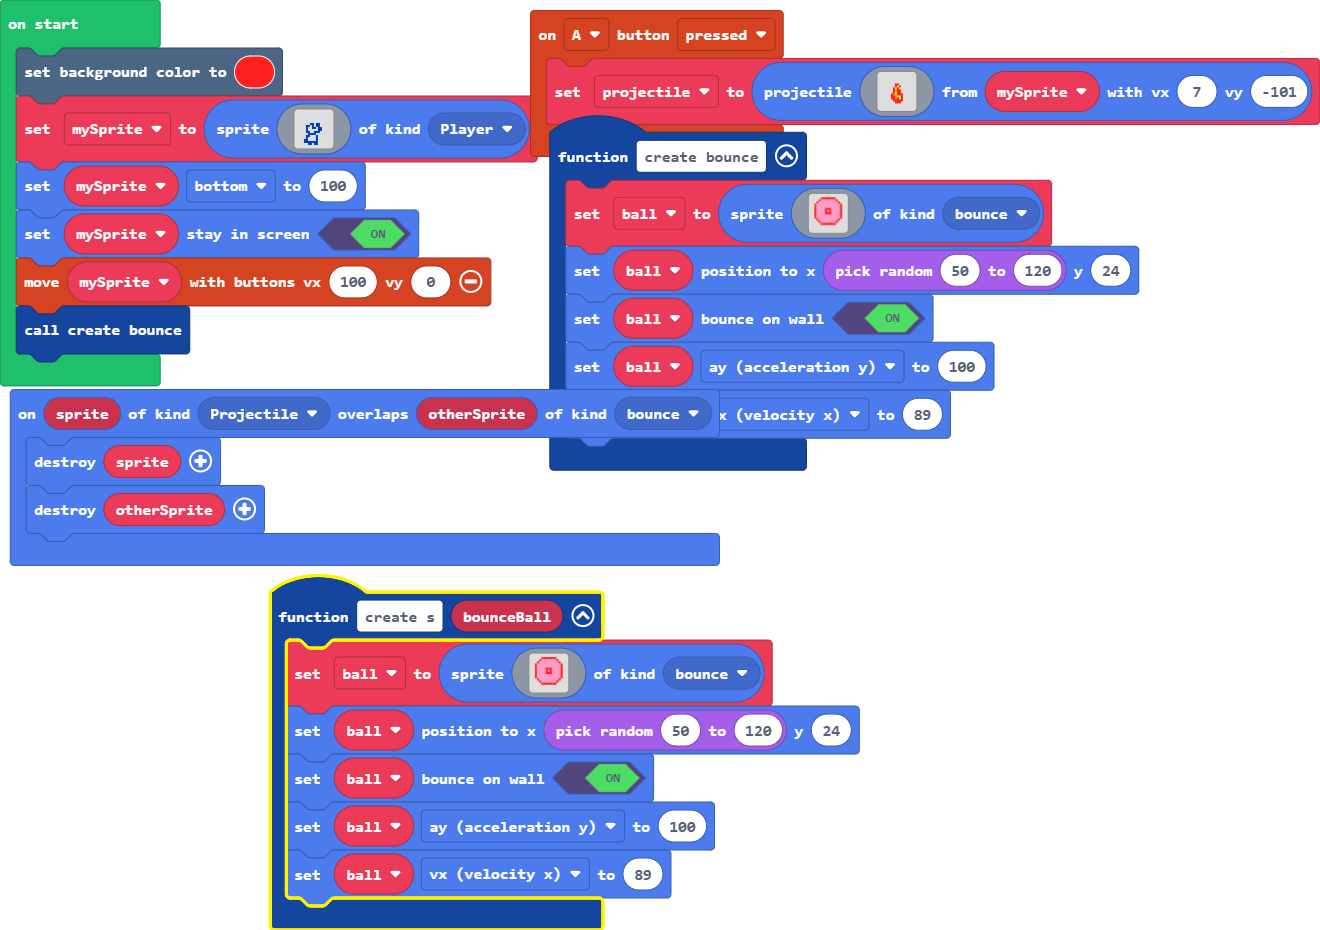 on start
set background color to
set mySprite to sprite of kind Player
set mySprite bottom to 100
set mySprite stay in screen ON
move mySprite with buttons vx 100 vy 0
call create bounce
on A button pressed
set projectile to projectile from mySprite with vx 7 vy -101
function create bounce
set ball to sprite of kind bounce
set ball position to x pick random 50 to 120 y 24
set ball bounce on wall ON
set ball ay (acceleration y) to 100
x (velocity x) to 89
on sprite of kind Projectile overlaps otherSprite of kind bounce
destroy sprite
destroy otherSprite
function create s bounceBall
set ball to sprite of kind bounce
set ball position to x pick random 50 to 120 y 24
set ball bounce on wall ON
set ball ay (acceleration y) to 100
set ball vx (velocity x) to 89